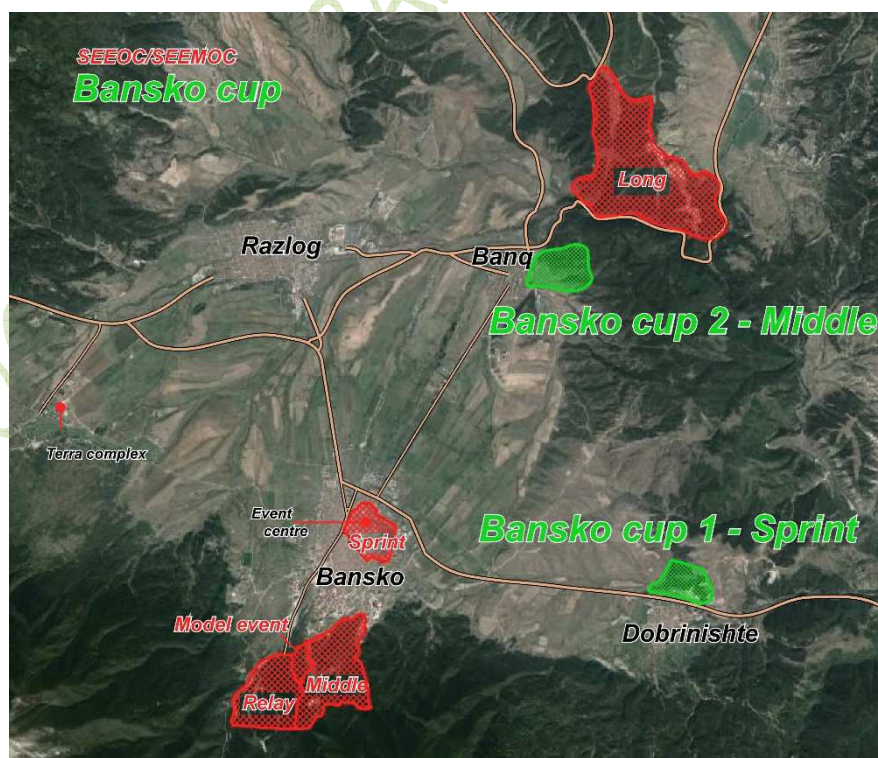 SEEOC/SEEMOC
Bansko cup
Long
Razlog
Banq
Bansko cup 2 - Middle
Terra complex
Event
centre
Sprint
Bansko cup 1 - Sprint
Bansko
Model event
Dobrinishte
Middle
Relay